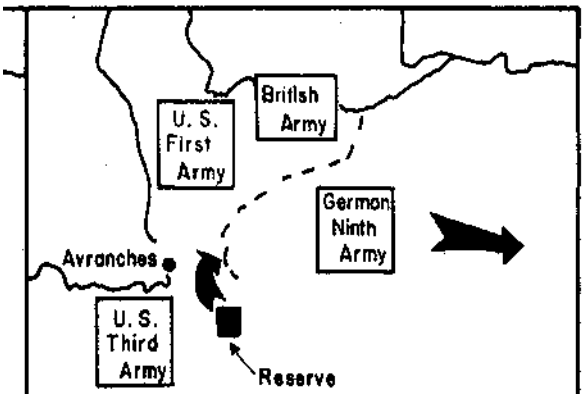 British
Army
U. S.
First
Army
German
Ninth
Army
Avranches
U. S.
Third
Army
Reserve